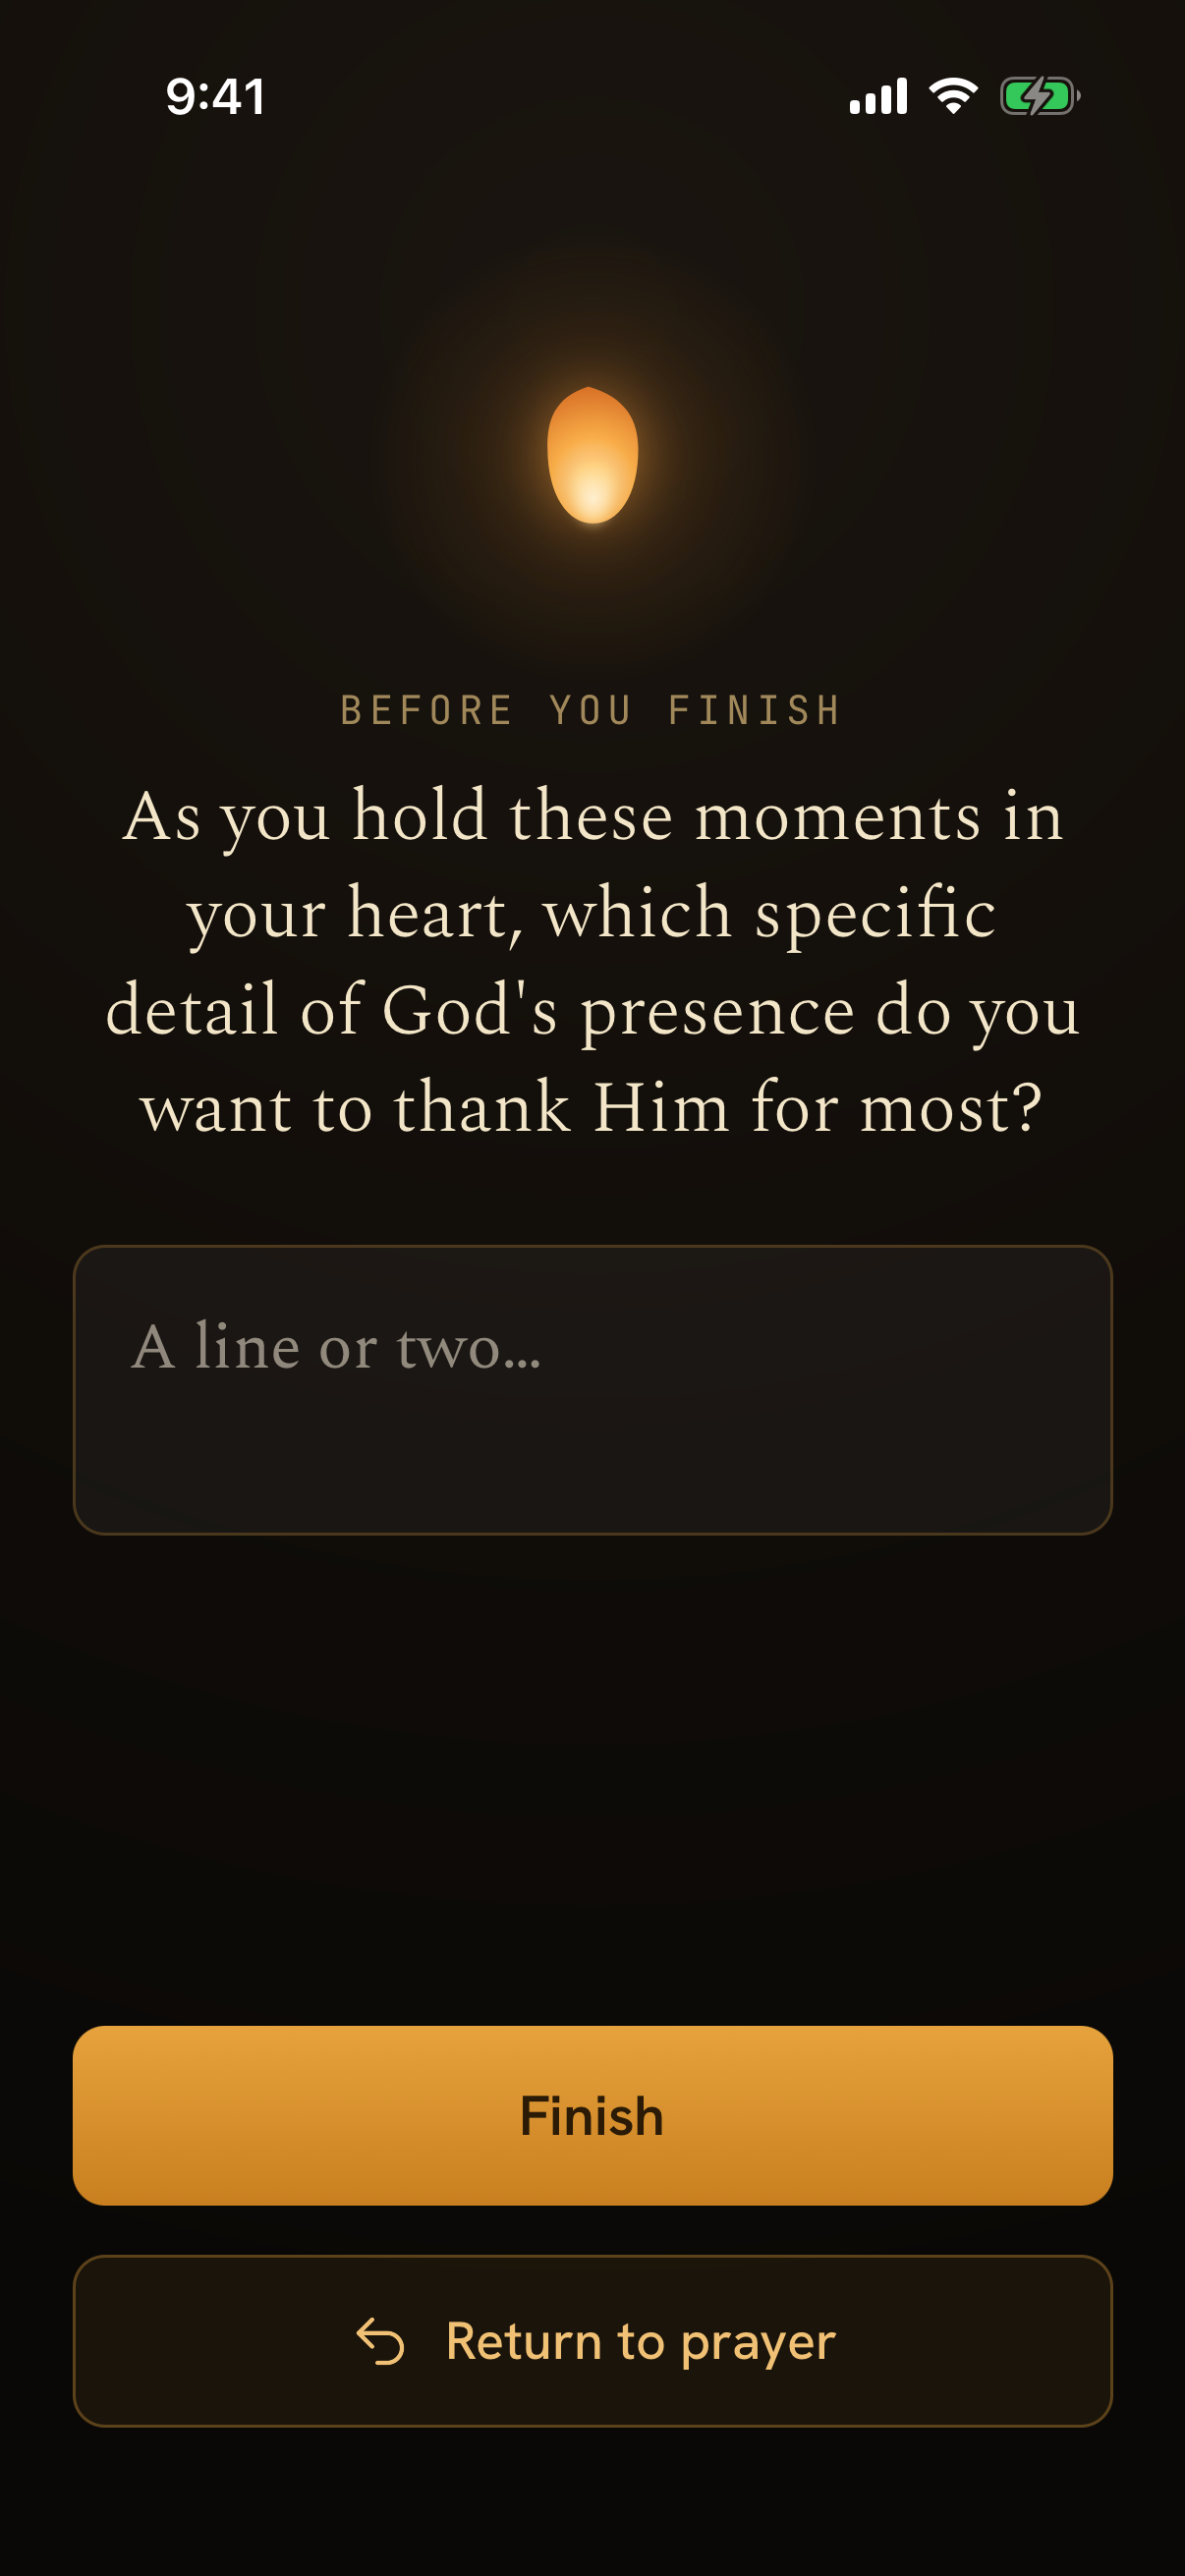 9:41
BEFORE YOU FINISH
As you hold these moments in
your heart, which specific
detail of God's presence do you
want to thank Him for most?
A line or two...
Finish
Return to prayer